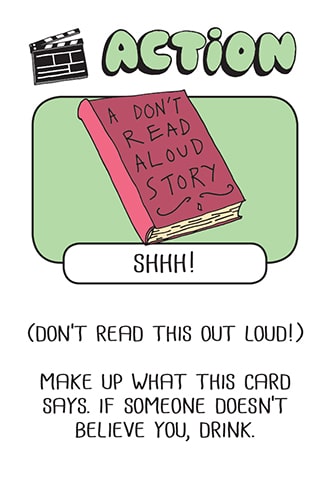 ACTION
A DON'T
READ
ALOUD
STORY
SHHH!
(DON'T READ THIS OUT LOUD!)
MAKE UP WHAT THIS CARD
SAYS. IF SOMEONE DOESN'T
BELIEVE YOU, DRINK.